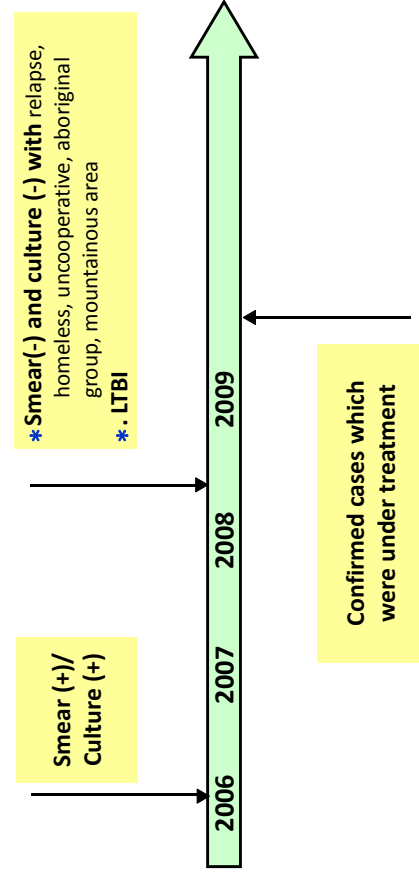 Smear (+)/
Culture (+)
* Smear(-) and culture (-) with relapse,
homeless, uncooperative, aboriginal
group, mountainous area
* . LTBI
2006 2007 2008 2009
Confirmed cases which
were under treatment